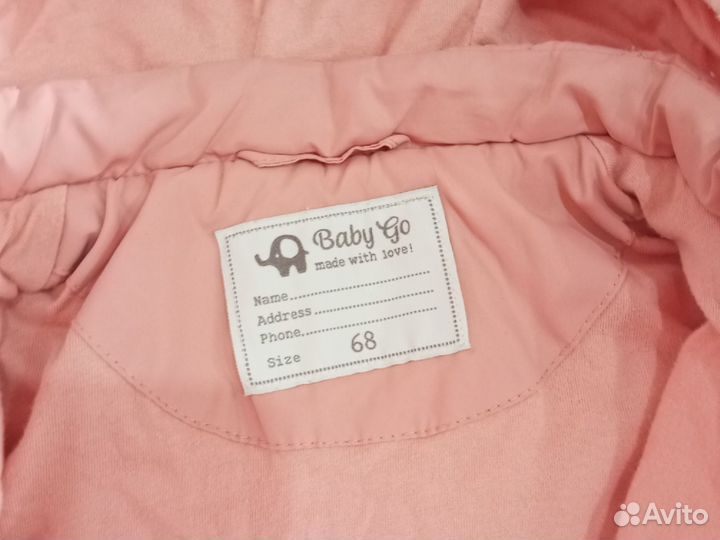 Baby Go
made with love!
Name..............................
Address........................
Phone...........................
Size 68
Avito